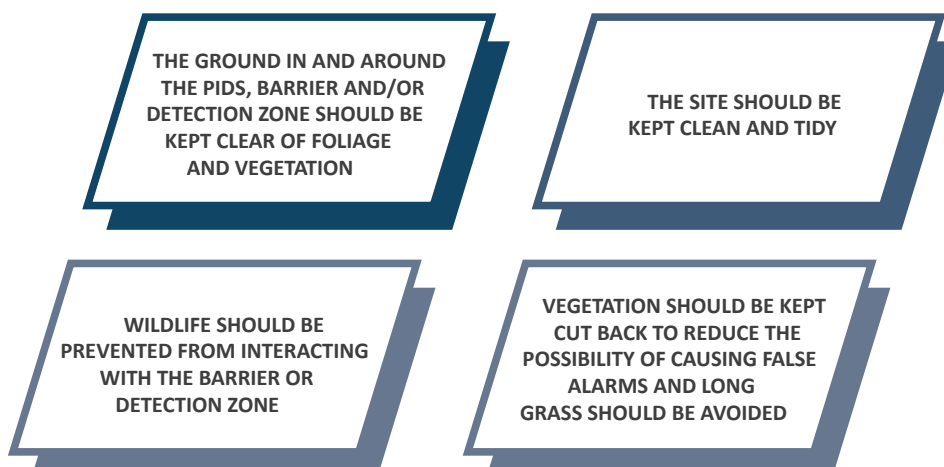 THE GROUND IN AND AROUND
THE PIDS, BARRIER AND/OR
DETECTION ZONE SHOULD BE
KEPT CLEAR OF FOLIAGE
AND VEGETATION
THE SITE SHOULD BE
KEPT CLEAN AND TIDY
WILDLIFE SHOULD BE
PREVENTED FROM INTERACTING
WITH THE BARRIER OR
DETECTION ZONE
VEGETATION SHOULD BE KEPT
CUT BACK TO REDUCE THE
POSSIBILITY OF CAUSING FALSE
ALARMS AND LONG
GRASS SHOULD BE AVOIDED